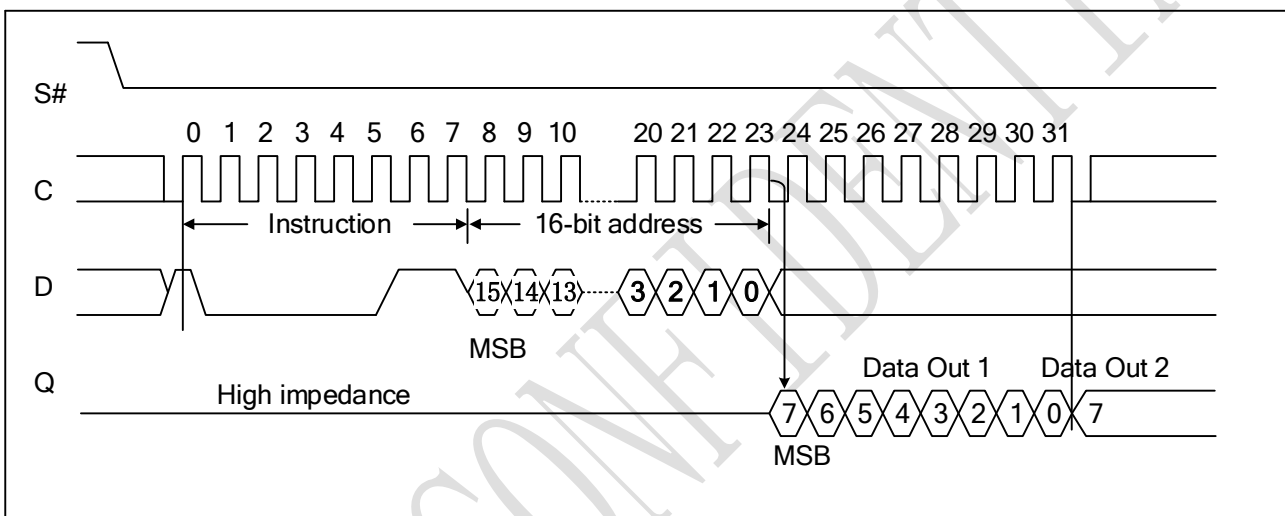 S#
0 1 2 3 4 5 6 7 8 9 10 20 21 22 23 24 25 26 27 28 29 30 31
C
Instruction 16-bit address
D
15 14 13 3 2 1 0
MSB
Data Out 1 Data Out 2
Q
High impedance
7 6 5 4 3 2 1 0 7
MSB
CONFIDENTI